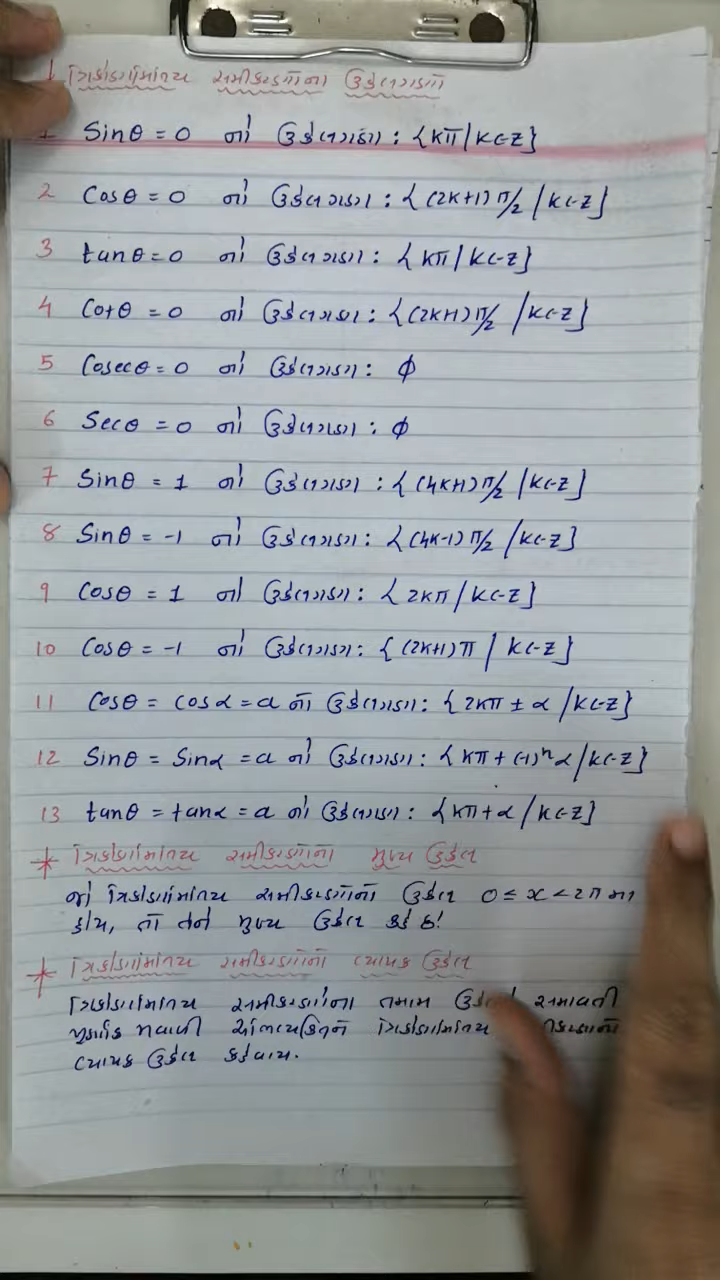 ત્રિકોણમિતિય સમીકરણોના ઉકેલગણો
1 Sinθ = 0 નો ઉકેલગણ : {kπ/k∈Z}
2 Cosθ = 0 નો ઉકેલગણ : {(2k+1)π/2 /k∈Z}
3 tanθ = 0 નો ઉકેલગણ : {kπ/k∈Z}
4 Cotθ = 0 નો ઉકેલગણ : {(2k+1)π/2 /k∈Z}
5 Cosecθ = 0 નો ઉકેલગણ : ϕ
6 Secθ = 0 નો ઉકેલગણ : ϕ
7 Sinθ = 1 નો ઉકેલગણ : {(4k+1)π/2 /k∈Z}
8 Sinθ = -1 નો ઉકેલગણ : {(4k-1)π/2 /k∈Z}
9 Cosθ = 1 નો ઉકેલગણ : {2kπ/k∈Z}
10 Cosθ = -1 નો ઉકેલગણ : {(2k+1)π/k∈Z}
11 Cosθ = Cosα = a નો ઉકેલગણ : {2kπ ± α/k∈Z}
12 Sinθ = Sinα = a નો ઉકેલગણ : {kπ + (-1)ⁿα/k∈Z}
13 tanθ = tanα = a નો ઉકેલગણ : {kπ+α/k∈Z}
* ત્રિકોણમિતિય સમીકરણોનો મુખ્ય ઉકેલ
જો ત્રિકોણમિતિય સમીકરણોનો ઉકેલ 0 ≤ x < 2π મા
હોય, તો તેને મુખ્ય ઉકેલ કહે છે!
* ત્રિકોણમિતિય સમીકરણોનો વ્યાપક ઉકેલ
ત્રિકોણમિતિય સમીકરણોના તમામ સમાવતી
પૂર્ણાંક મવાળી અભિવ્યક્તિને ત્રિકોણમિતિય
વ્યાપક ઉકેલ કહેવાય.